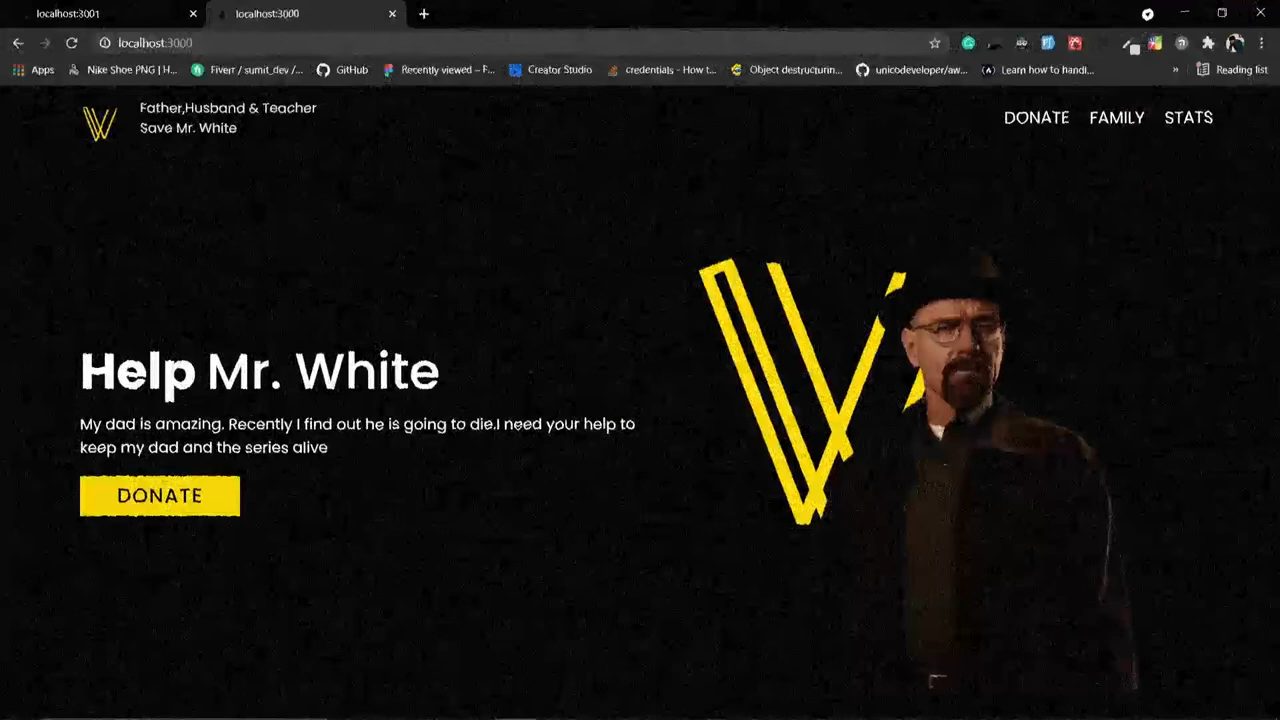 localhost:3001
localhost:3000
localhost:3000
Apps
Nike Shoe PNG | H...
Fiverr / sumit_dev /...
GitHub
Recently viewed – F...
Creator Studio
credentials - How t...
Object destructurin...
unicodeveloper/aw...
Learn how to handl...
»
Reading list
Father,Husband & Teacher
Save Mr. White
DONATE FAMILY STATS
Help Mr. White
My dad is amazing. Recently I find out he is going to die.I need your help to
keep my dad and the series alive
DONATE